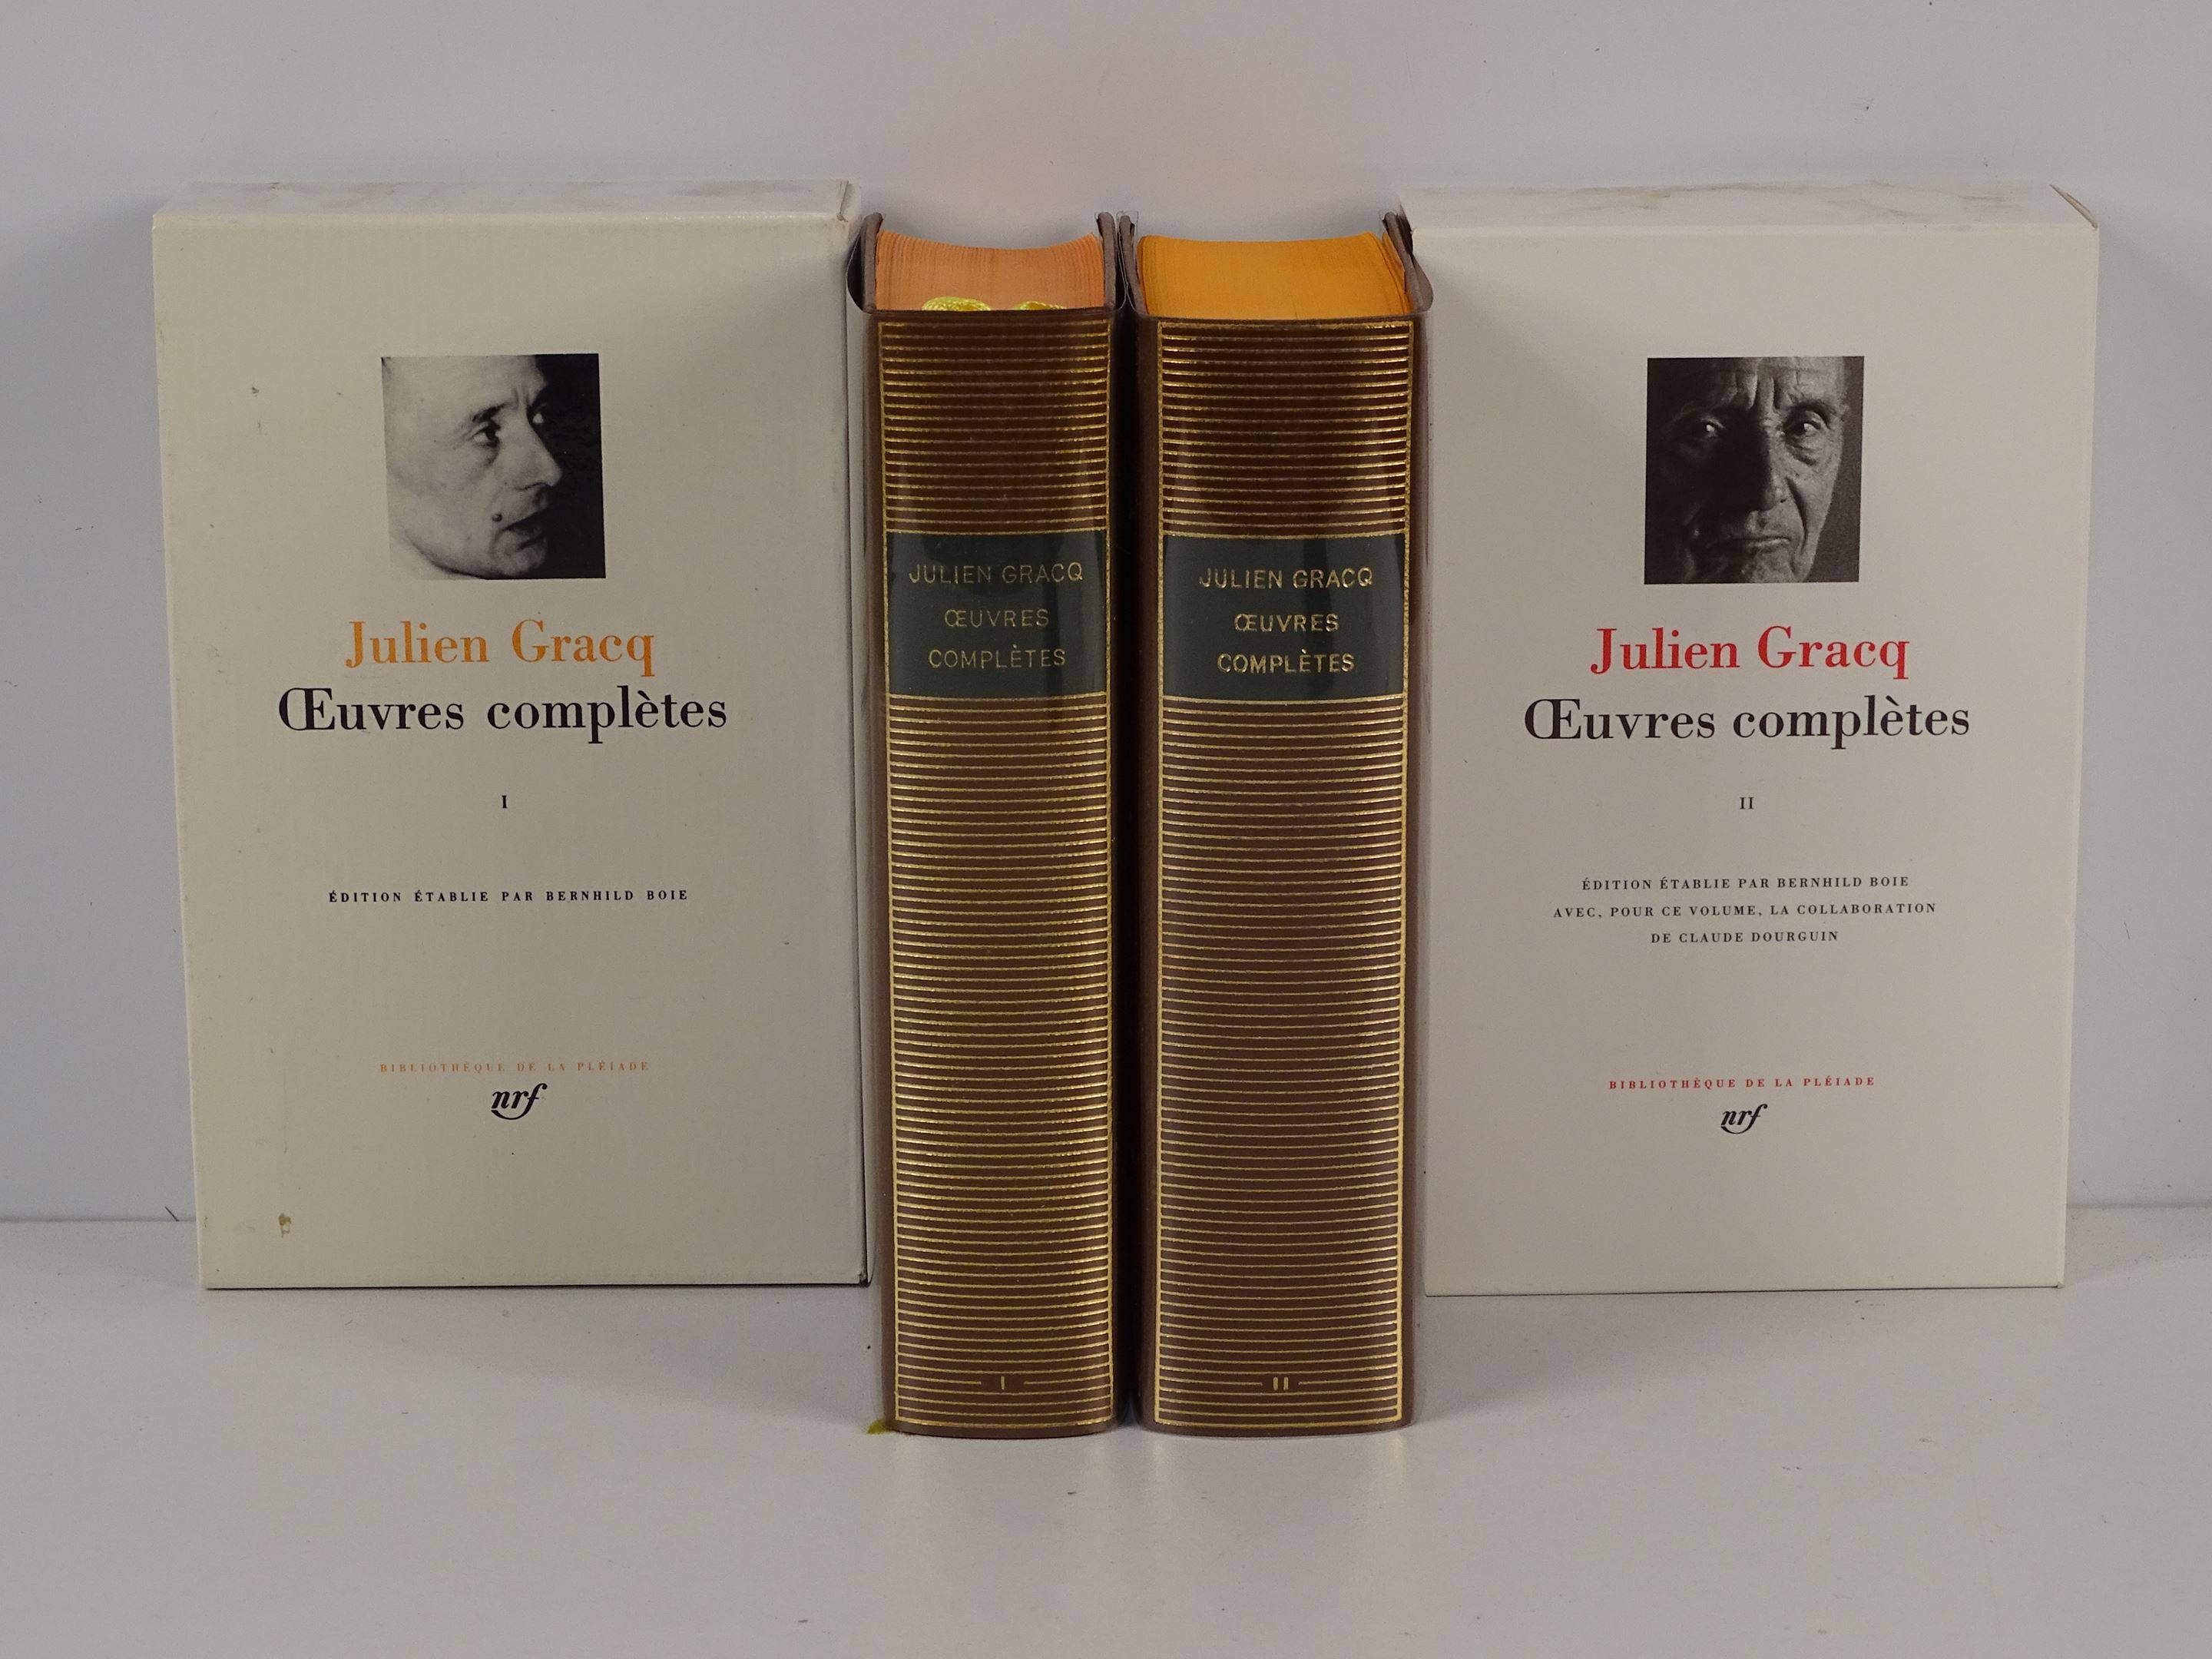 Julien Gracq
Œuvres complètes
I
ÉDITION ÉTABLIE PAR BERNHILD BOIE
BIBLIOTHÈQUE DE LA PLÉIADE
nrf
JULIEN GRACQ
ŒUVRES
COMPLÈTES
I
JULIEN GRACQ
ŒUVRES
COMPLÈTES
II
Julien Gracq
Œuvres complètes
II
ÉDITION ÉTABLIE PAR BERNHILD BOIE
AVEC, POUR CE VOLUME, LA COLLABORATION
DE CLAUDE DOURGUIN
BIBLIOTHÈQUE DE LA PLÉIADE
nrf